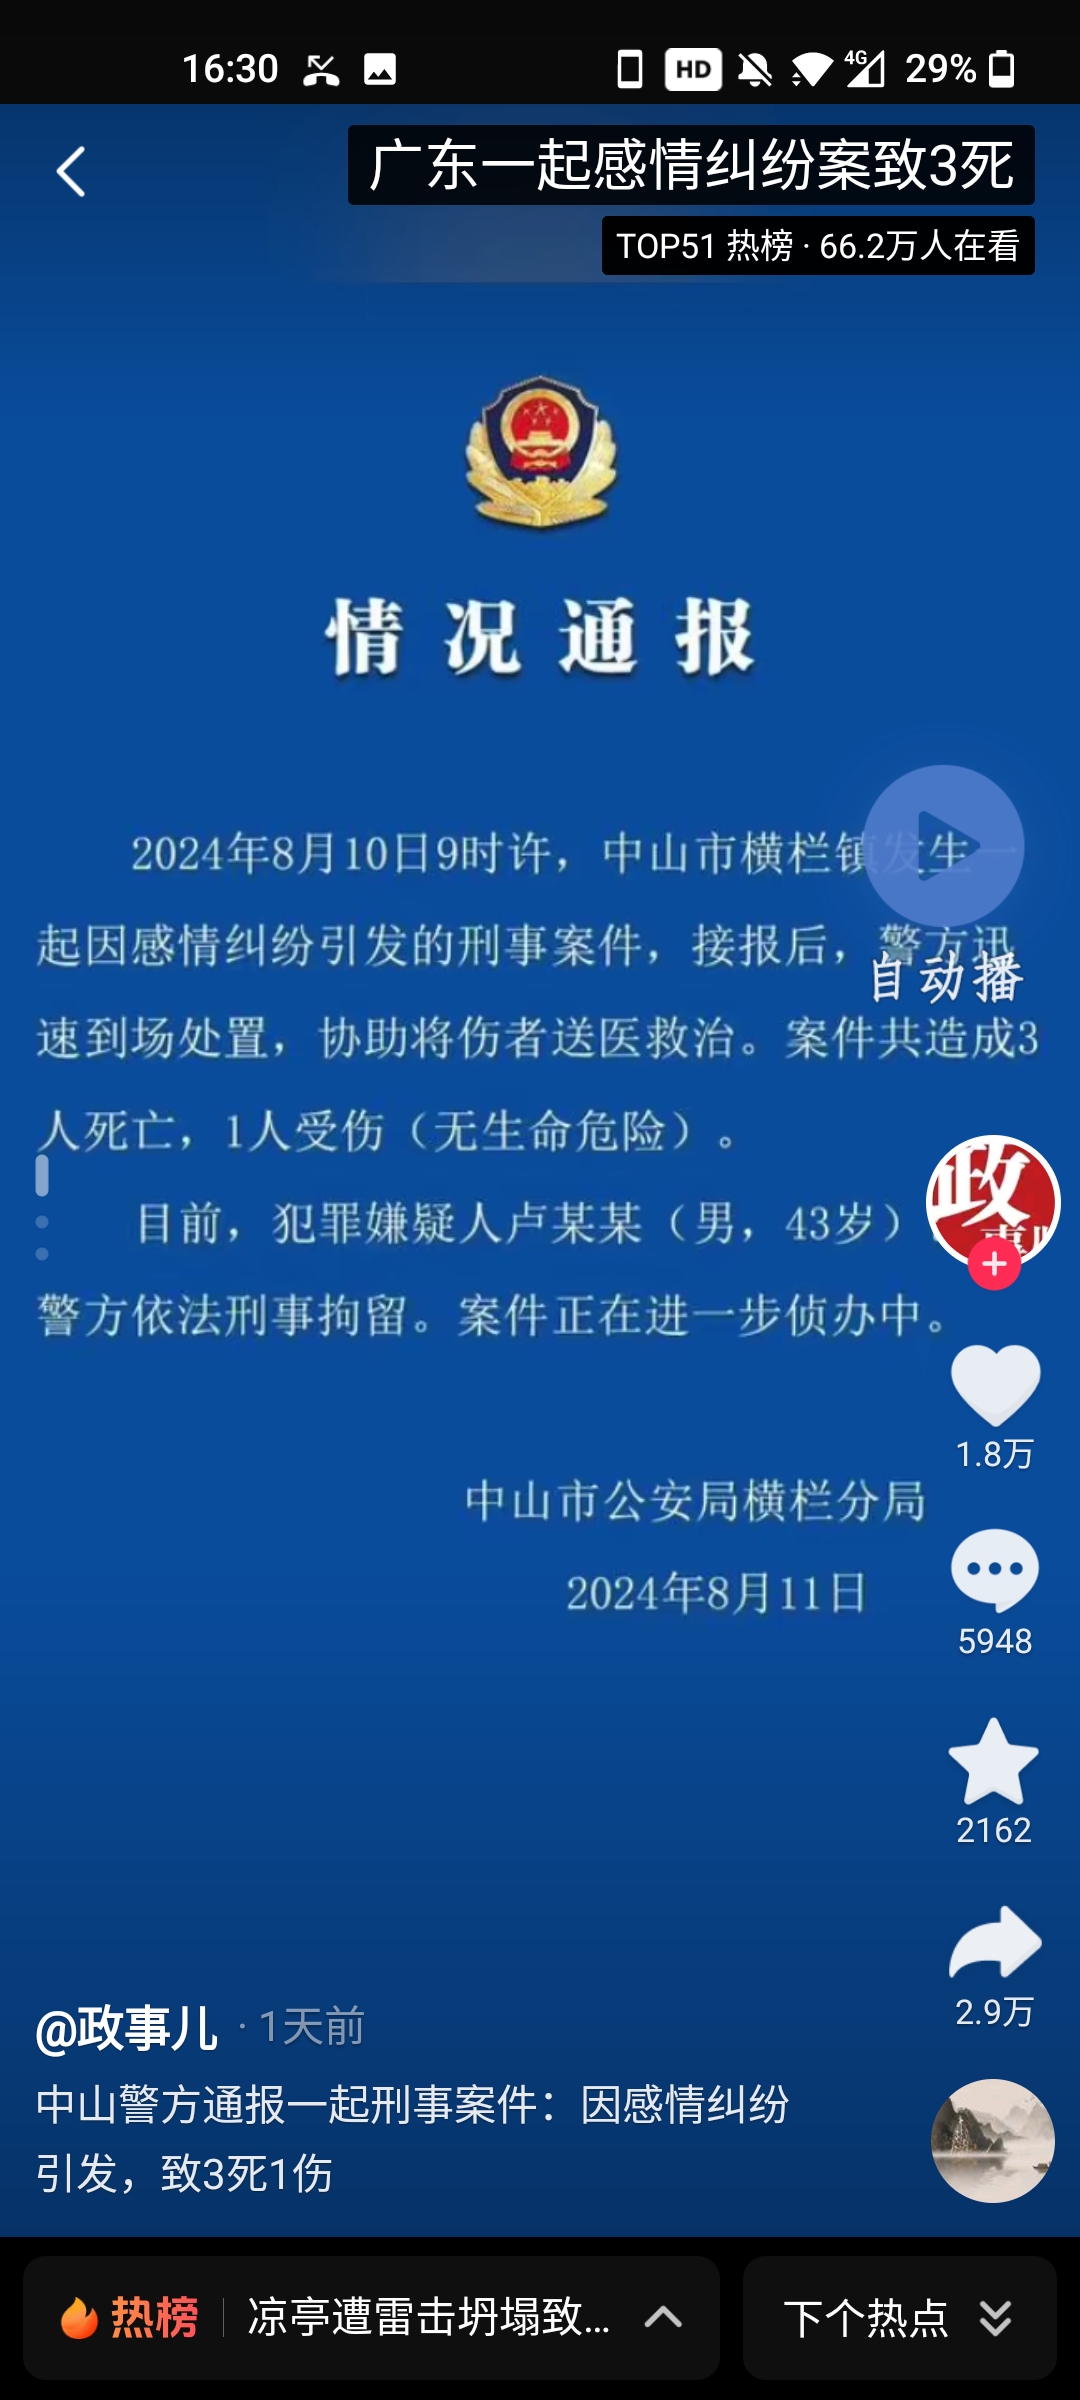 16:30
HD
4G
29%
广东一起感情纠纷案致3死
TOP51 热榜 · 66.2万人在看
情况通报
2024年8月10日9时许，中山市横栏镇发生一
起因感情纠纷引发的刑事案件，接报后，警方迅
速到场处置，协助将伤者送医救治。案件共造成3
人死亡，1人受伤（无生命危险）。
目前，犯罪嫌疑人卢某某（男，43岁）
警方依法刑事拘留。案件正在进一步侦办中。
中山市公安局横栏分局
2024年8月11日
自动播
政
事儿
1.8万
5948
2162
2.9万
@政事儿 · 1天前
中山警方通报一起刑事案件：因感情纠纷
引发，致3死1伤
热榜 凉亭遭雷击坍塌致...
下个热点